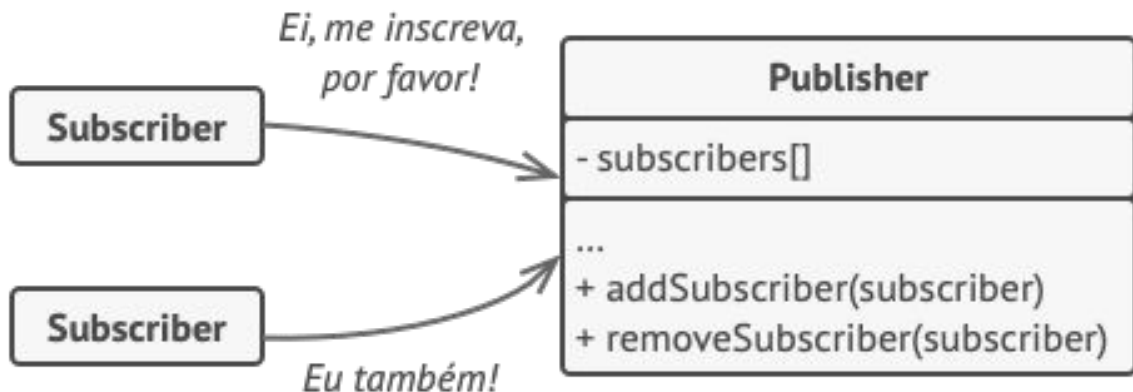 Ei, me inscreva,
por favor!
Subscriber
Publisher
- subscribers[]
...
+ addSubscriber(subscriber)
+ removeSubscriber(subscriber)
Subscriber
Eu também!